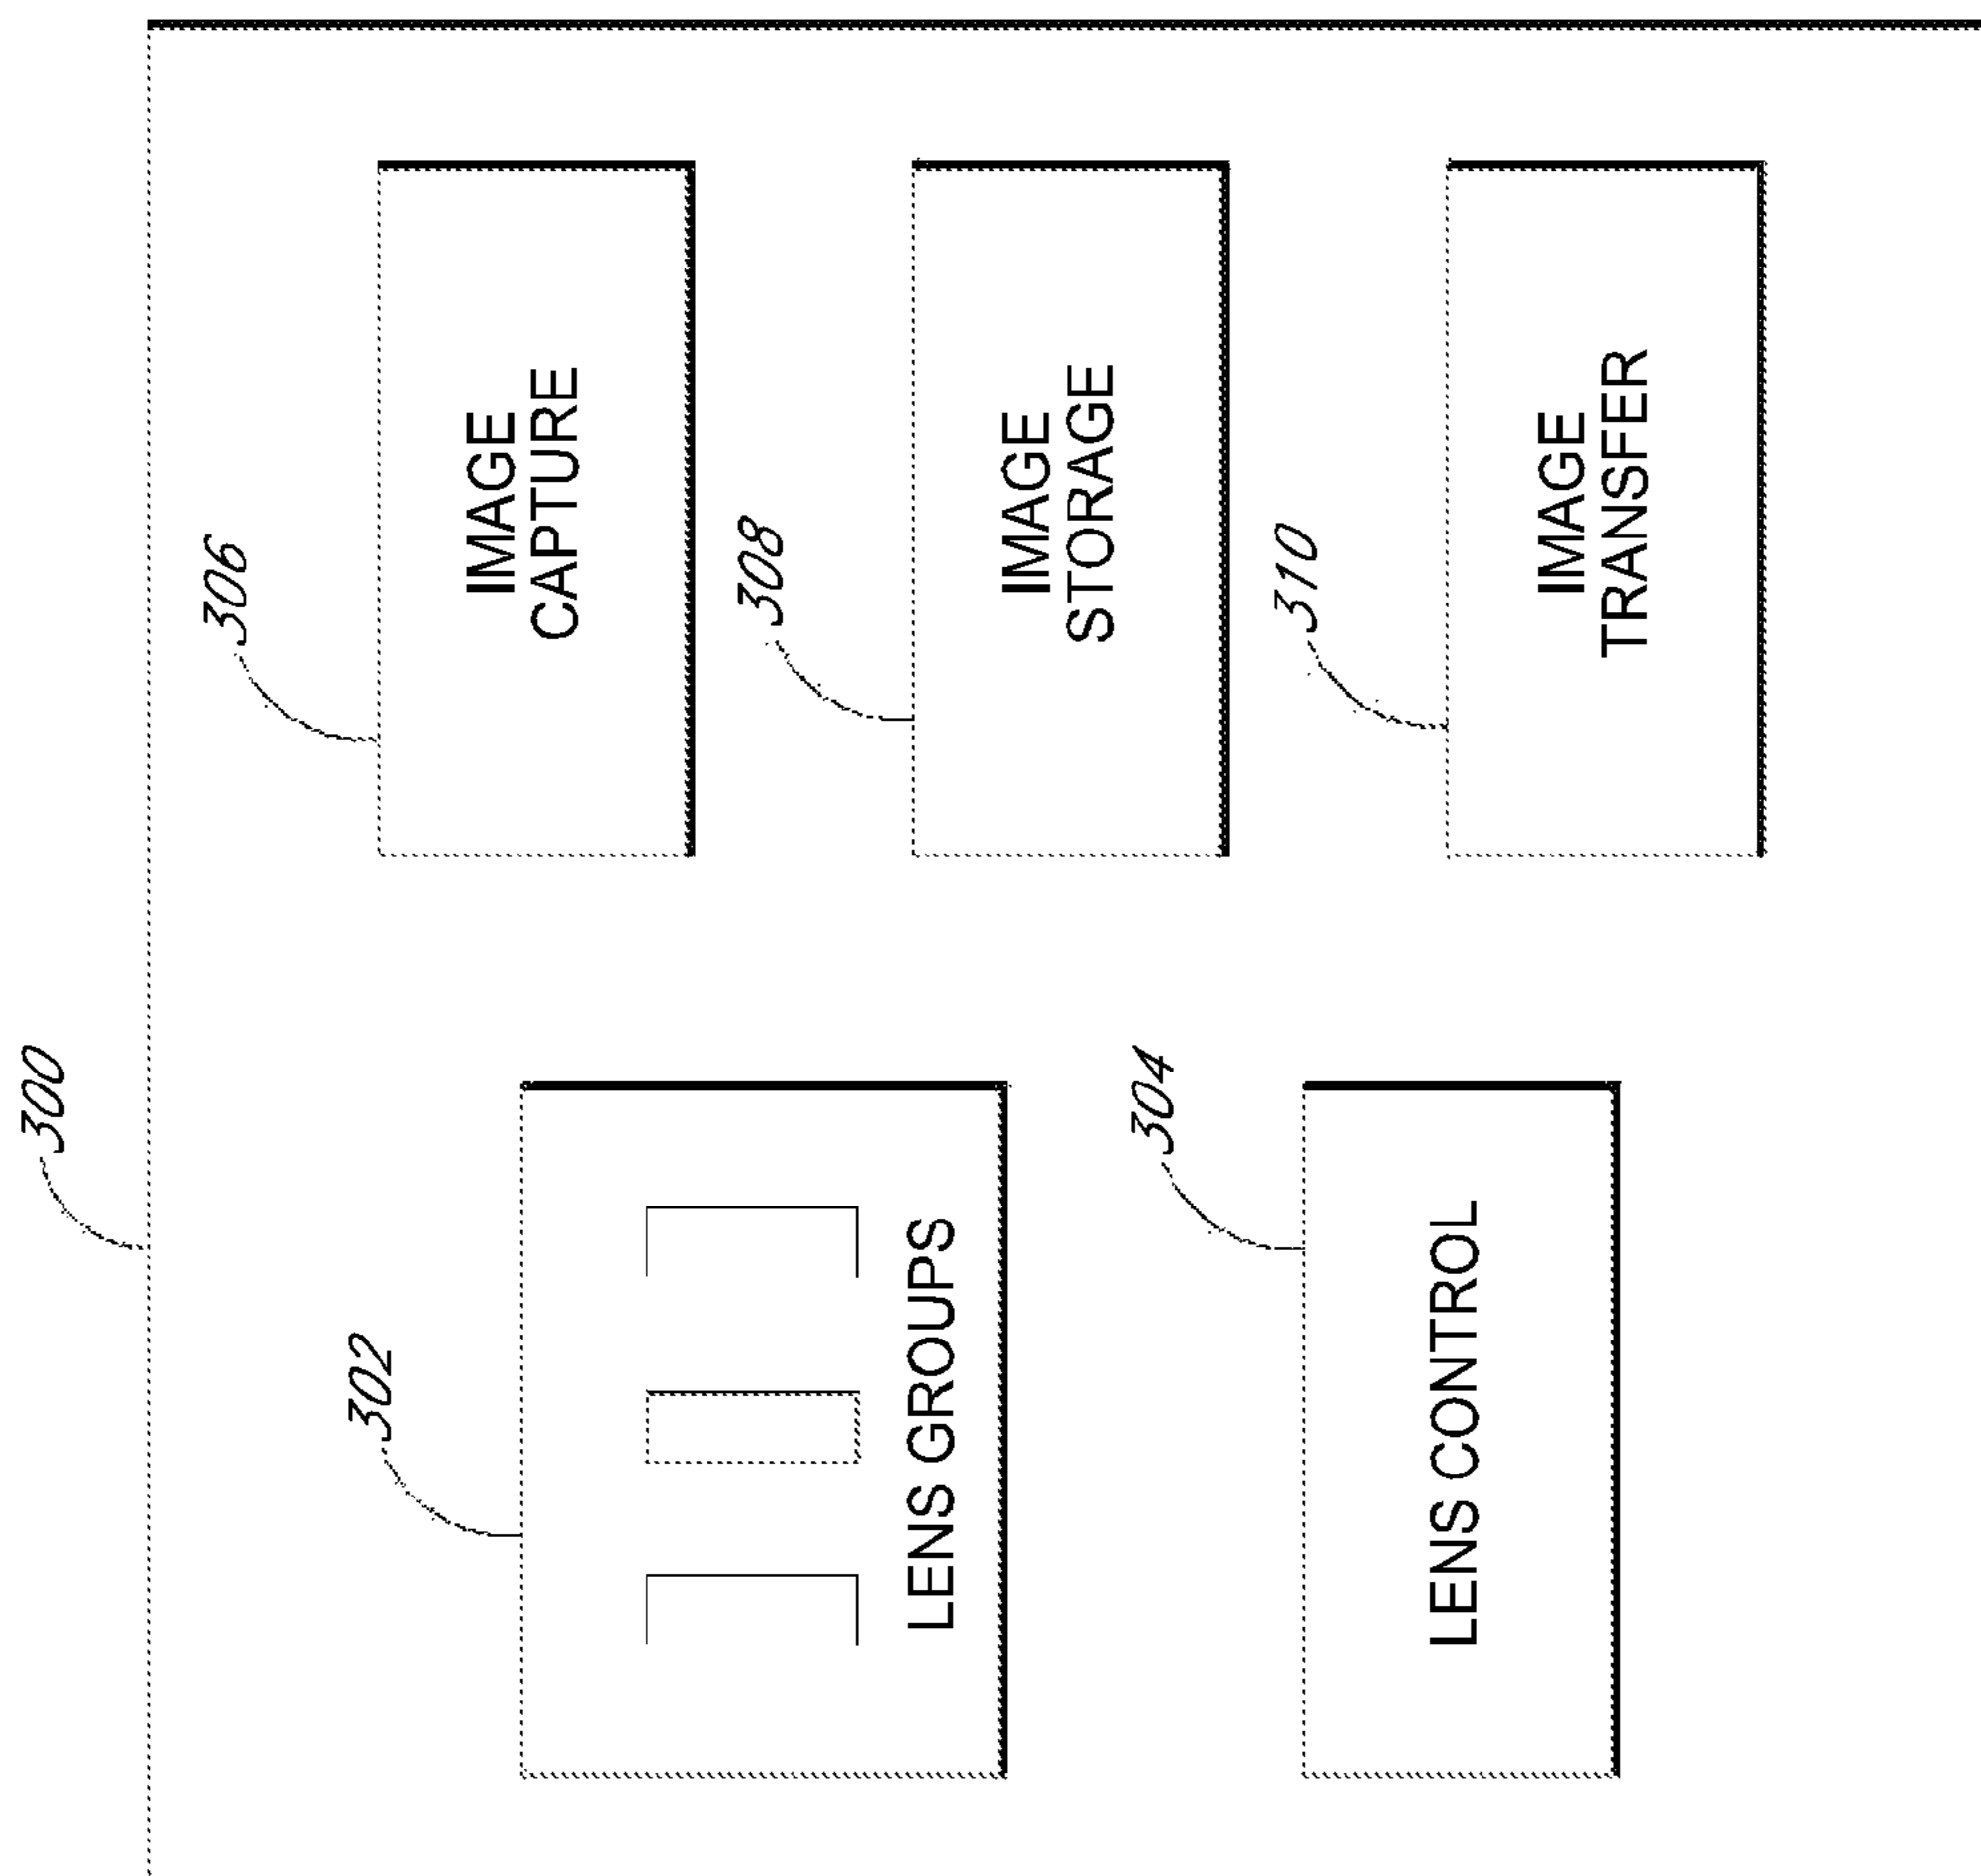 300
302
LENS GROUPS
304
LENS CONTROL
306
IMAGE
CAPTURE
308
IMAGE
STORAGE
310
IMAGE
TRANSFER